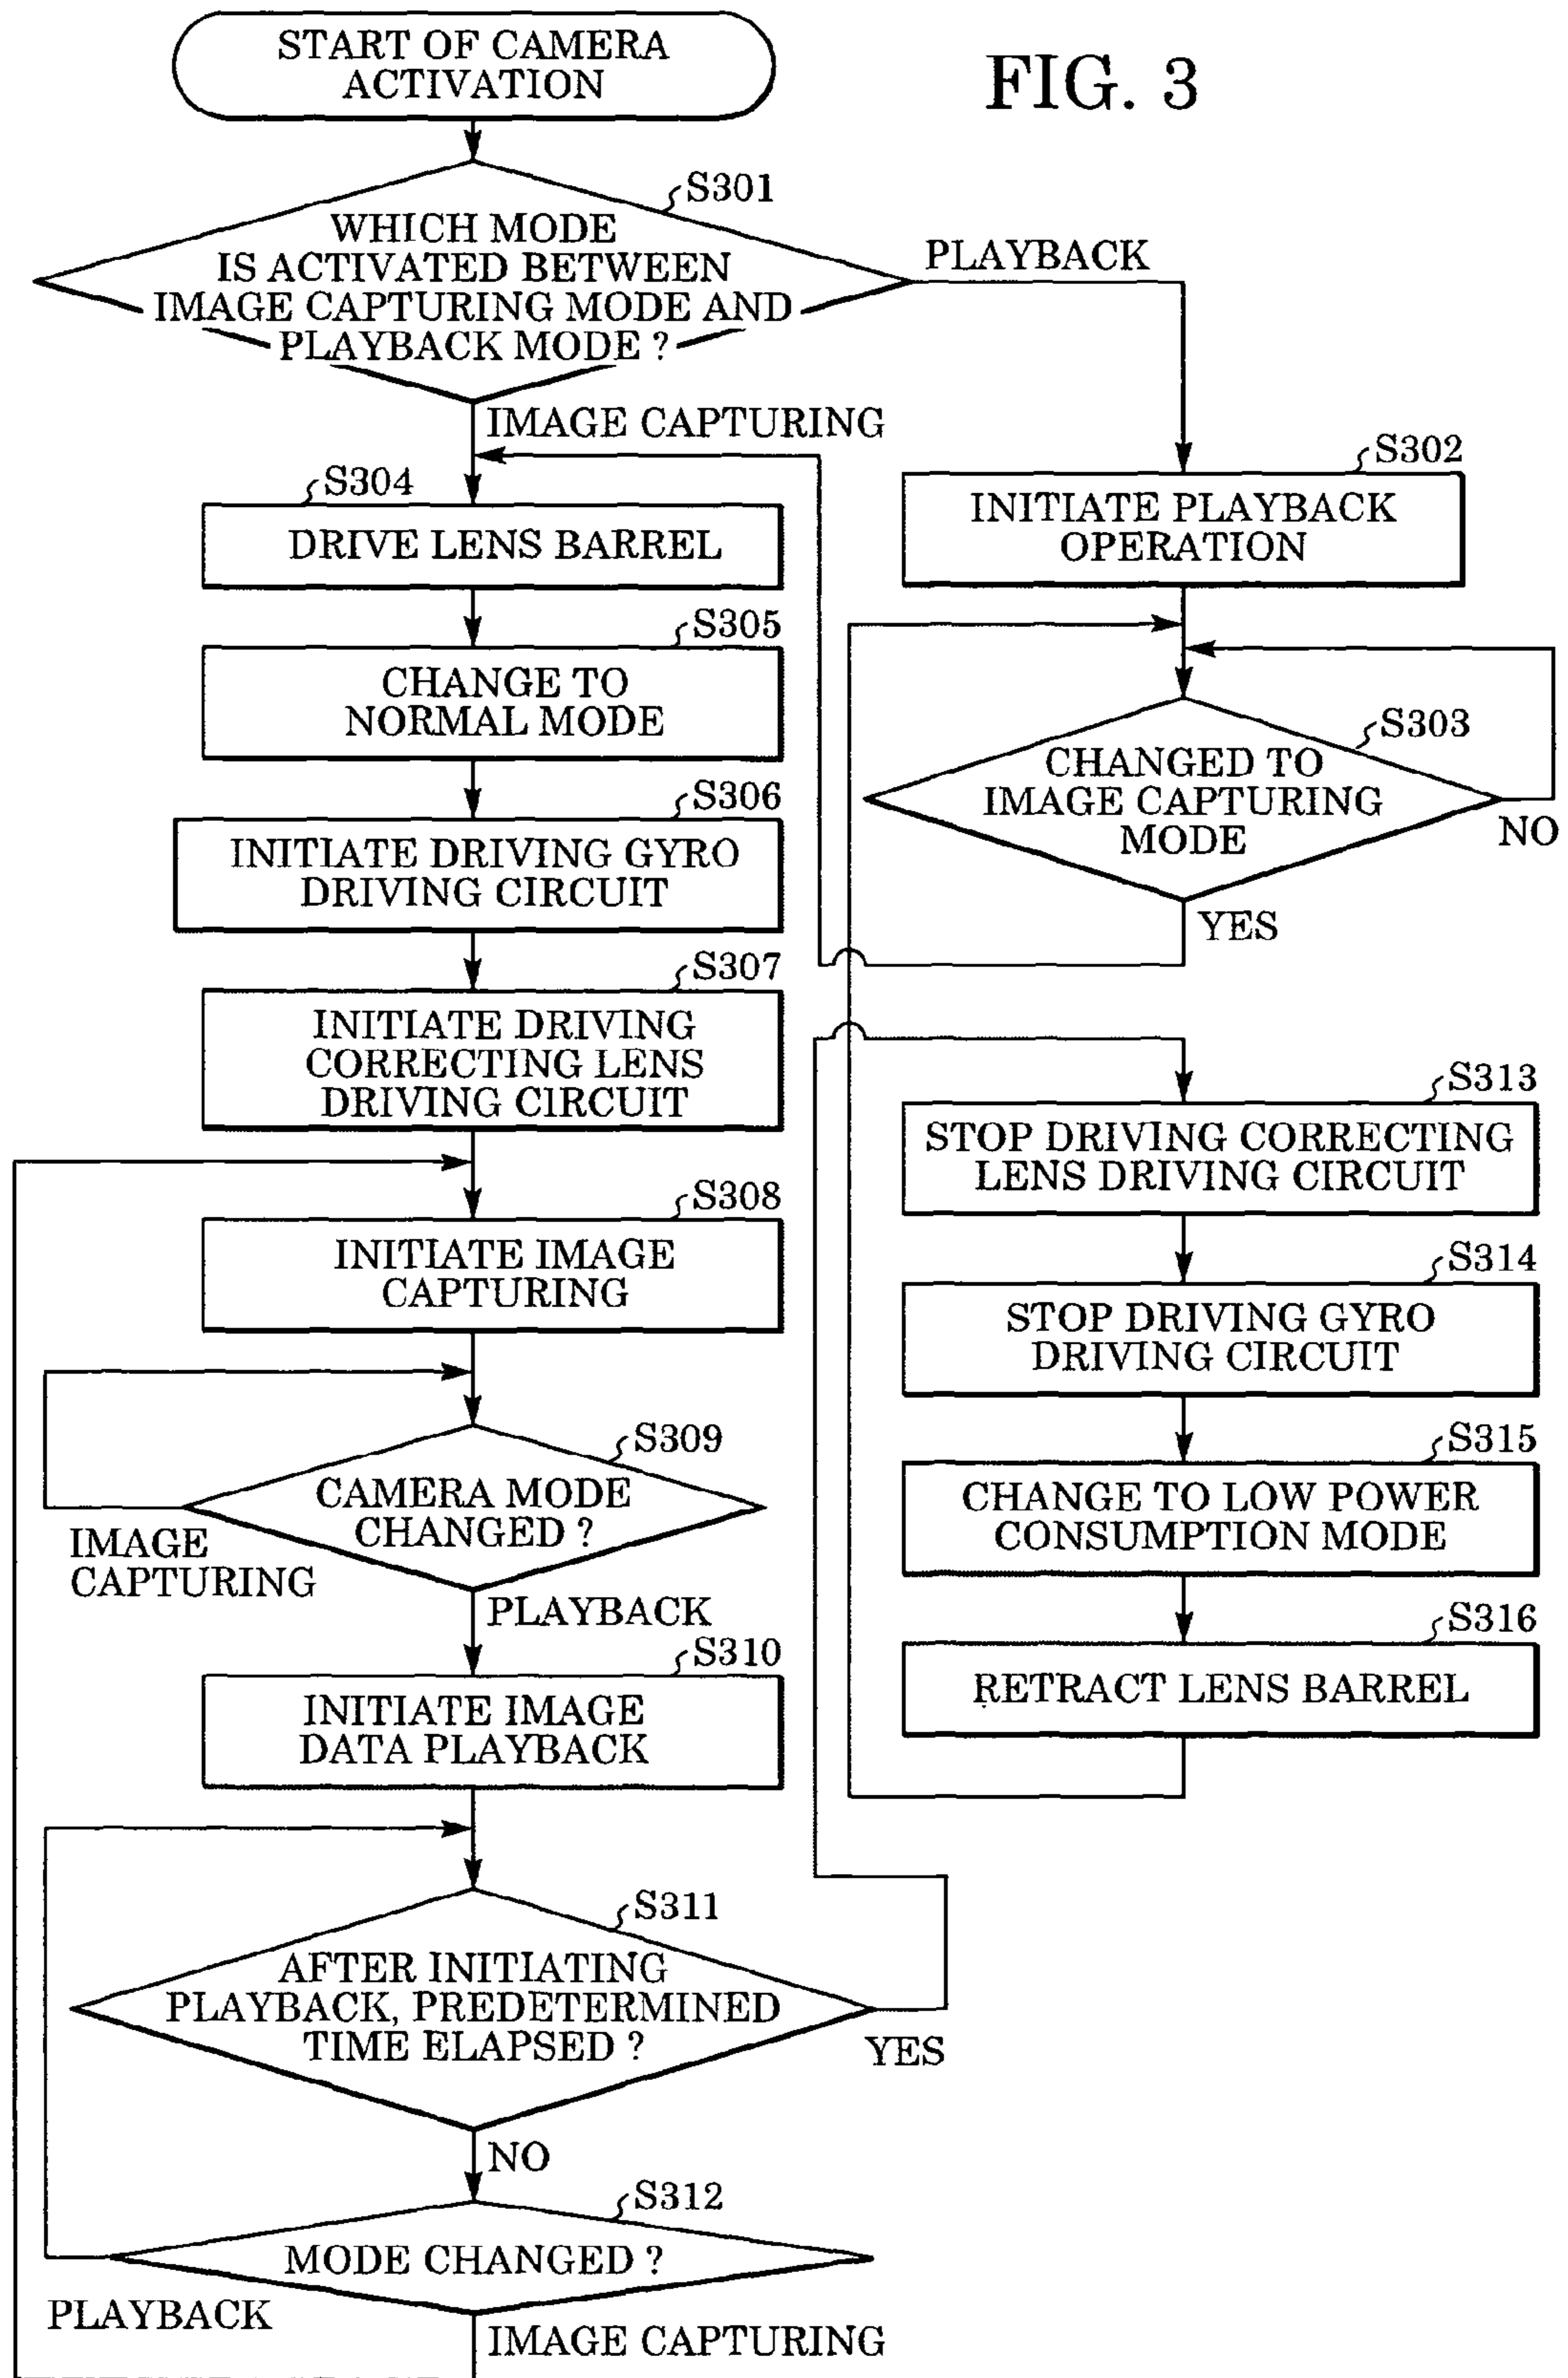 START OF CAMERA
ACTIVATION
FIG. 3
S301
WHICH MODE
IS ACTIVATED BETWEEN
IMAGE CAPTURING MODE AND
PLAYBACK MODE ?
PLAYBACK
IMAGE CAPTURING
S302
INITIATE PLAYBACK
OPERATION
S303
CHANGED TO
IMAGE CAPTURING
MODE
NO
YES
S304
DRIVE LENS BARREL
S305
CHANGE TO
NORMAL MODE
S306
INITIATE DRIVING GYRO
DRIVING CIRCUIT
S307
INITIATE DRIVING
CORRECTING LENS
DRIVING CIRCUIT
S308
INITIATE IMAGE
CAPTURING
S309
CAMERA MODE
CHANGED ?
IMAGE
CAPTURING
PLAYBACK
S310
INITIATE IMAGE
DATA PLAYBACK
S311
AFTER INITIATING
PLAYBACK, PREDETERMINED
TIME ELAPSED ?
YES
NO
S312
MODE CHANGED ?
PLAYBACK
IMAGE CAPTURING
S313
STOP DRIVING CORRECTING
LENS DRIVING CIRCUIT
S314
STOP DRIVING GYRO
DRIVING CIRCUIT
S315
CHANGE TO LOW POWER
CONSUMPTION MODE
S316
RETRACT LENS BARREL